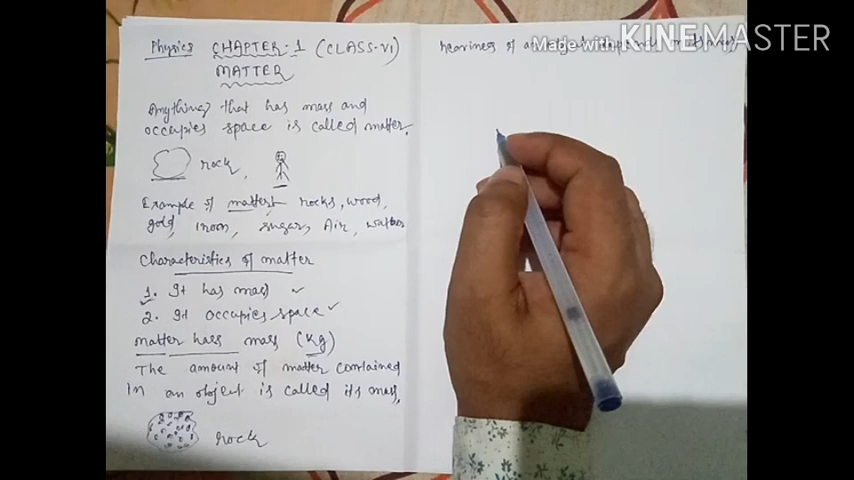 Physics CHAPTER-1 (CLASS-VI)
MATTER
Anything that has mass and
occupies space is called matter.
rock,
Example of matter rocks, wood,
gold, Iron, sugar, Air, water
Characteristics of matter
1. It has mass
2. It occupies space
matter hass mass (Kg)
The amount of matter contained
In an object is called its mass.
rock
heaviness of
Made with KINEMASTER